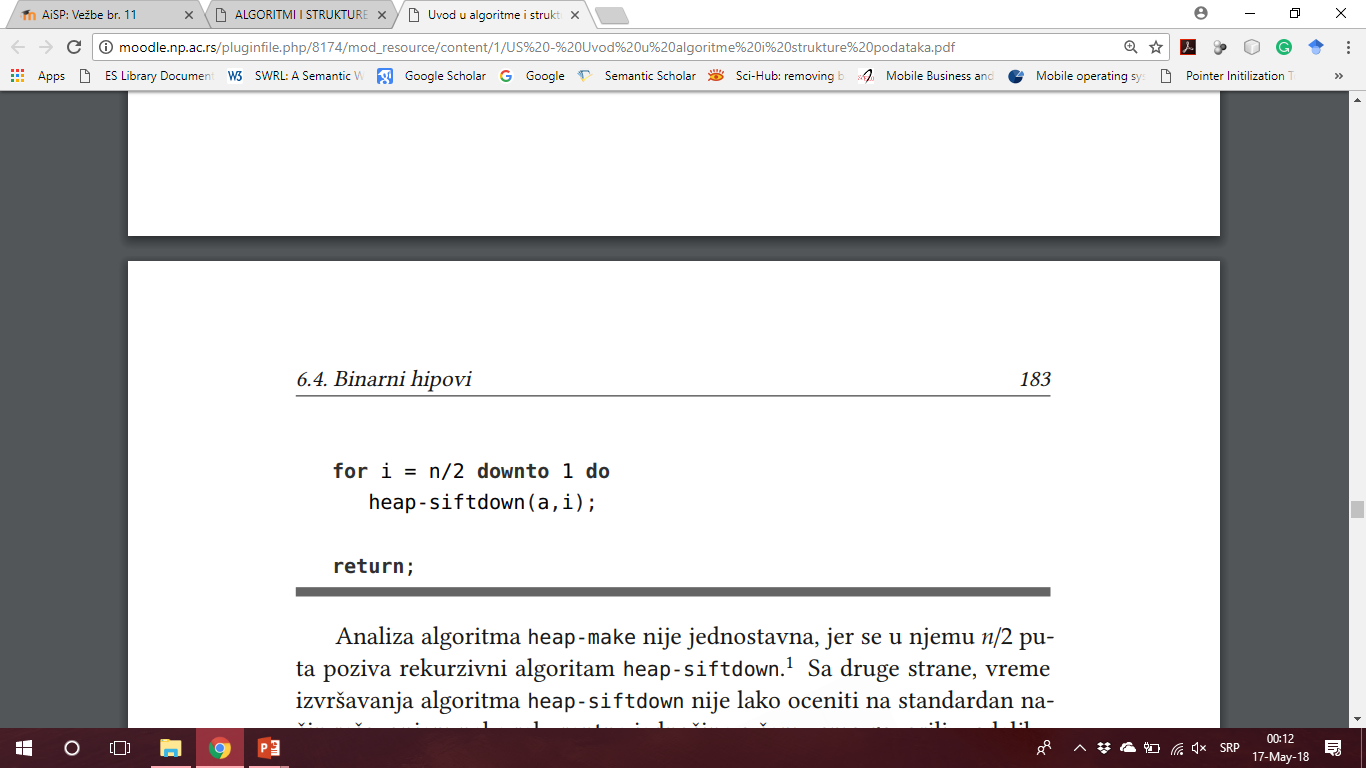 AiSP: Vežbe br. 11
ALGORITMI I STRUKTURE
Uvod u algoritme i strukt
moodle.np.ac.rs/pluginfile.php/8174/mod_resource/content/1/US%20-%20Uvod%20u%20algoritme%20i%20strukture%20podataka.pdf
Apps ES Library Document W3 SWRL: A Semantic W Google Scholar Google Semantic Scholar Sci-Hub: removing b Mobile Business and Mobile operating sy Pointer Initilization T »
6.4. Binarni hipovi 183
for i = n/2 downto 1 do
heap-siftdown(a,i);
return;
Analiza algoritma heap-make nije jednostavna, jer se u njemu n/2 pu-
ta poziva rekurzivni algoritam heap-siftdown.1 Sa druge strane, vreme
izvršavanja algoritma heap-siftdown nije lako oceniti na standardan na-
SRP
00:12
17-May-18